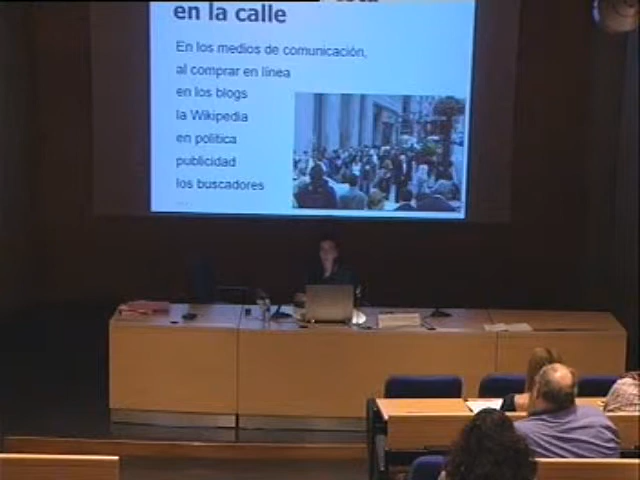 en la calle
En los medios de comunicación,
al comprar en línea
en los blogs
la Wikipedia
en política
publicidad
los buscadores